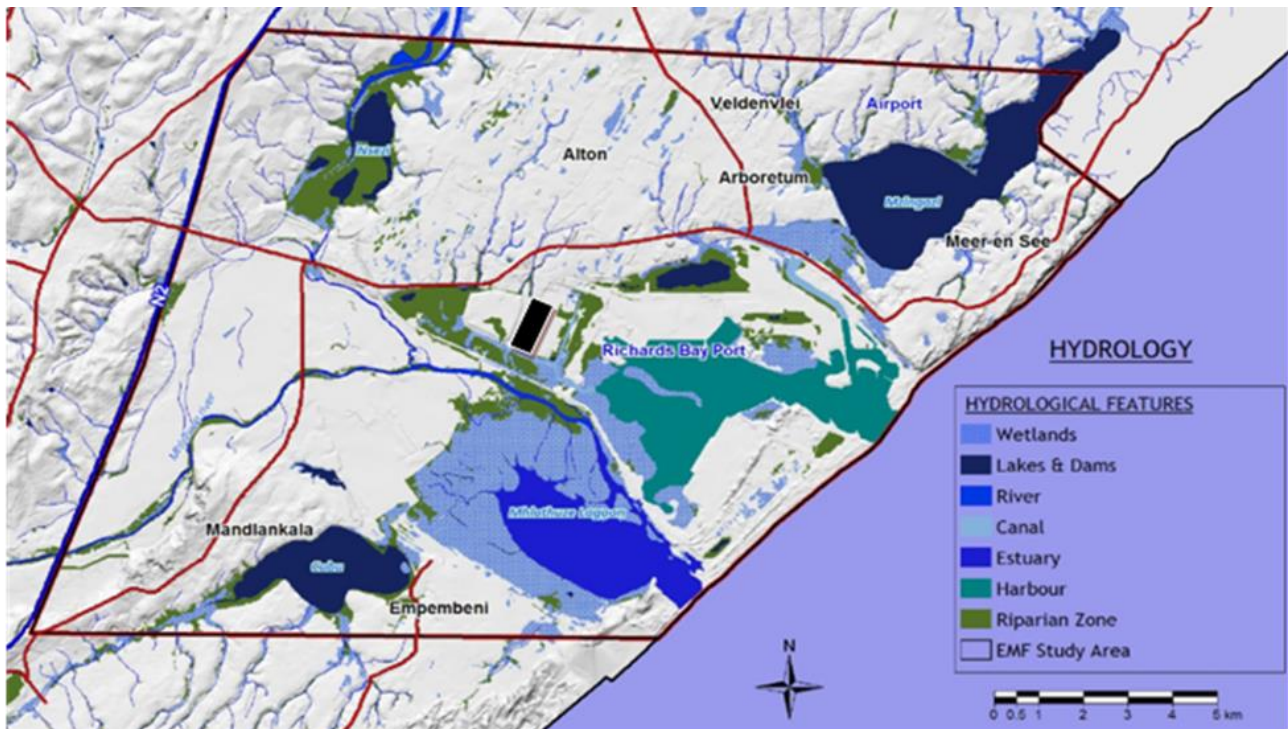 Veldenvlei
Airport
Nsezi
Alton
Arboretum
Mzingazi
Meer en See
N2
Richards Bay Port
HYDROLOGY
HYDROLOGICAL FEATURES
Wetlands
Lakes & Dams
River
Canal
Estuary
Harbour
Riparian Zone
EMF Study Area
Mhlathuze Lagoon
Mandlankala
Cubu
Empembeni
N
0 0.5 1 2 3 4 5 km